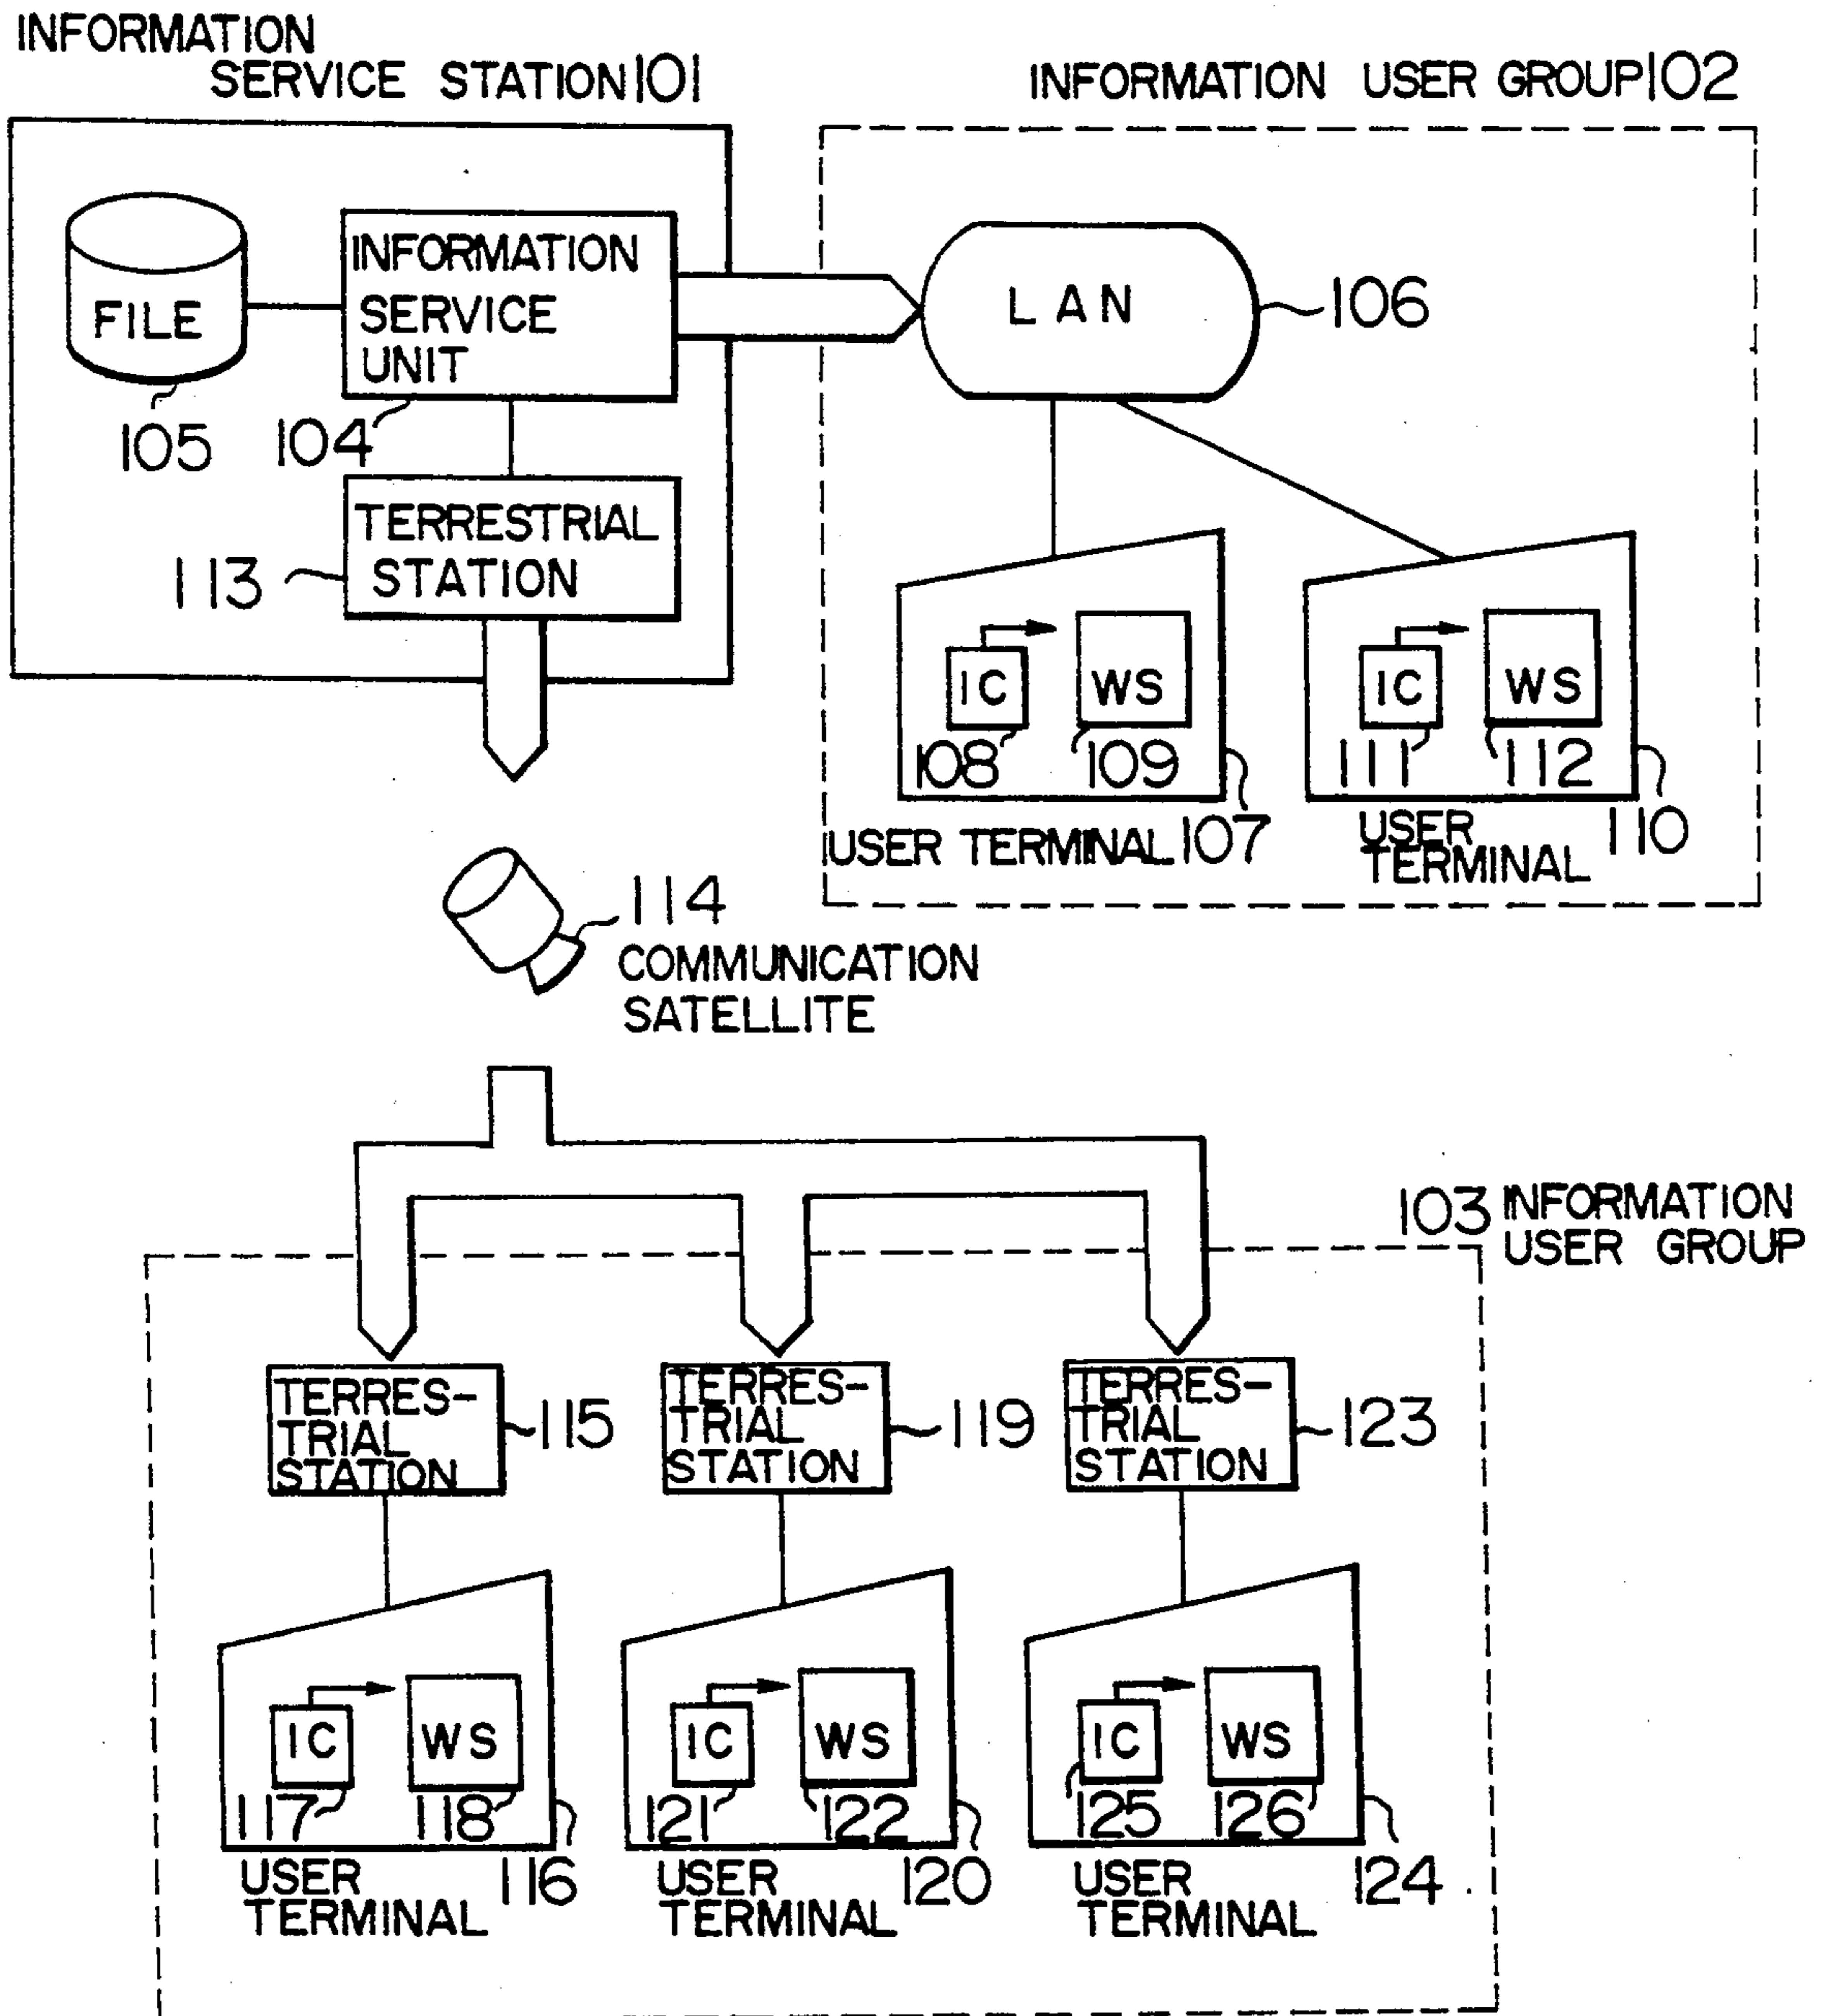 INFORMATION
SERVICE STATION 101
INFORMATION USER GROUP 102
FILE
105
INFORMATION
SERVICE
UNIT
104
LAN
106
TERRESTRIAL
STATION
113
IC
WS
108
109
USER TERMINAL 107
IC
WS
111
112
USER
TERMINAL
110
114
COMMUNICATION
SATELLITE
103 INFORMATION
USER GROUP
TERRES-
TRIAL
STATION
115
TERRES-
TRIAL
STATION
119
TERRES-
TRIAL
STATION
123
IC
WS
117
118
USER
TERMINAL
116
IC
WS
121
122
USER
TERMINAL
120
IC
WS
125
126
USER
TERMINAL
124